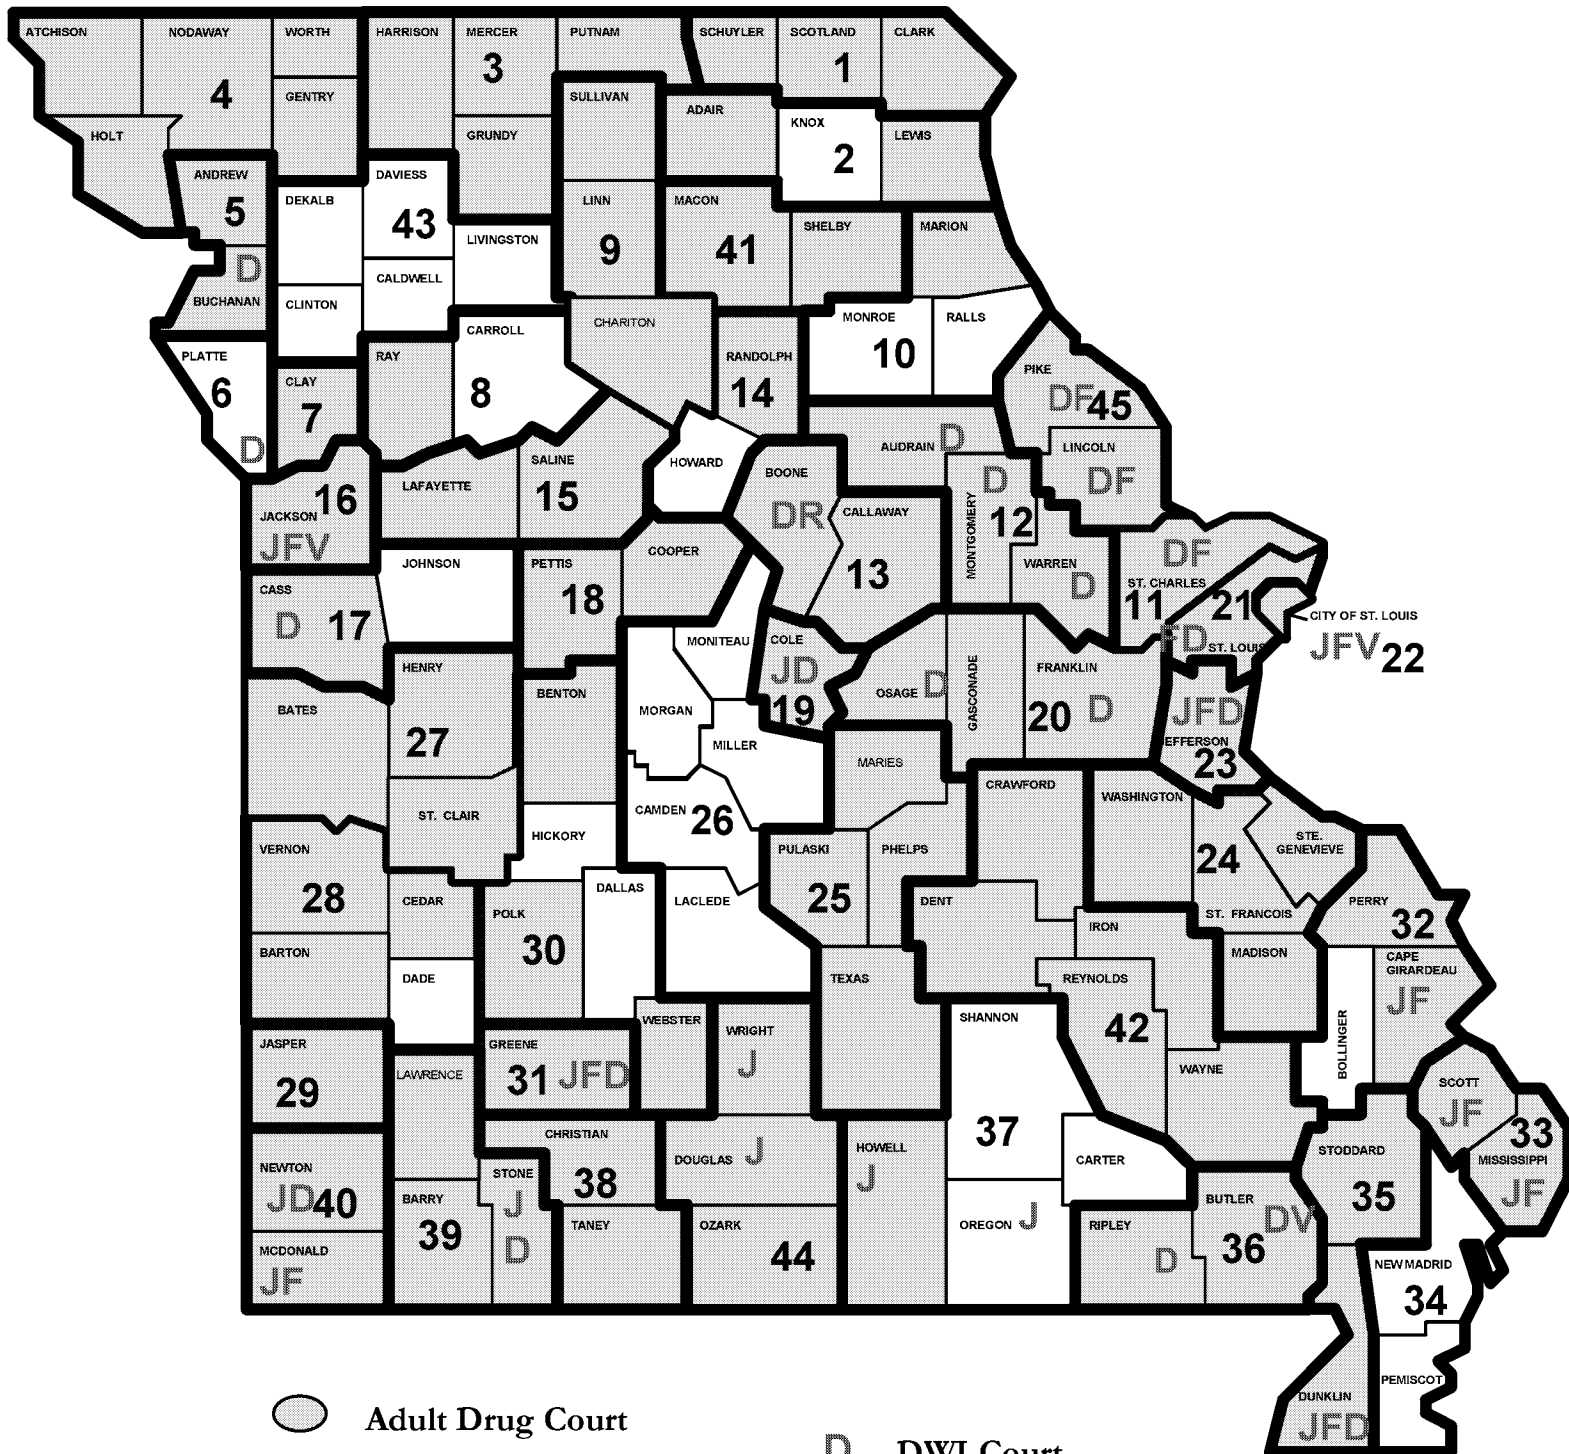 ATCHISON
NODAWAY
WORTH
HARRISON
MERCER
PUTNAM
SCHUYLER
SCOTLAND
CLARK
3
1
4
GENTRY
SULLIVAN
ADAIR
KNOX
HOLT
GRUNDY
LEWIS
2
ANDREW
DAVIESS
DEKALB
LINN
MACON
5
43
SHELBY
MARION
LIVINGSTON
9
41
D
CALDWELL
BUCHANAN
CLINTON
CHARITON
MONROE
RALLS
CARROLL
PLATTE
RAY
RANDOLPH
10
PIKE
6
CLAY
8
14
DF
45
7
D
AUDRAIN
D
LINCOLN
HOWARD
SALINE
BOONE
LAFAYETTE
15
D
DF
16
JACKSON
DR
CALLAWAY
MONTGOMERY
12
JFV
COOPER
DF
JOHNSON
PETTIS
WARREN
D
CASS
18
13
ST. CHARLES
D
17
11
21
CITY OF ST. LOUIS
MONITEAU
COLE
FD
ST. LOUIS
JFV
22
HENRY
JD
GASCONADE
FRANKLIN
BENTON
OSAGE
D
BATES
MORGAN
19
20
D
JFD
27
MILLER
EFFERSON
MARIES
23
CRAWFORD
WASHINGTON
ST. CLAIR
CAMDEN
26
HICKORY
STE.
GENEVIEVE
VERNON
PULASKI
PHELPS
24
28
DALLAS
CEDAR
LACLEDE
25
DENT
PERRY
POLK
ST. FRANCOIS
IRON
32
30
BARTON
MADISON
DADE
TEXAS
REYNOLDS
CAPE
GIRARDEAU
JF
WEBSTER
SHANNON
WRIGHT
42
JASPER
GREENE
BOLLINGER
J
LAWRENCE
31
JFD
WAYNE
SCOTT
29
JF
37
33
CHRISTIAN
STODDARD
DOUGLAS
J
HOWELL
CARTER
MISSISSIPPI
NEWTON
STONE
38
J
JD
40
BARRY
J
BUTLER
35
JF
TANEY
OZARK
OREGON
J
RIPLEY
DV
39
D
44
D
36
MCDONALD
JF
NEW MADRID
34
PEMISCOT
DUNKLIN
JFD
Adult Drug Court
D
DWI Court